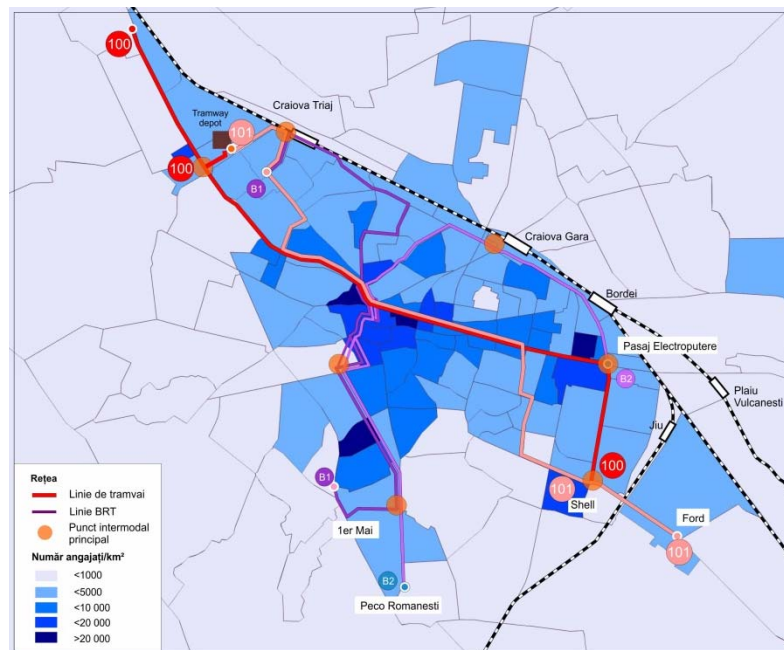 100
Tramway
depot
101
Craiova Triaj
100
B1
Craiova Gara
Bordei
Pasaj Electroputere
B2
Plaiu
Vulcanesti
Jiu
100
B1
101
Shell
Ford
101
1er Mai
B2
Peco Romanesti
Rețea
Linie de tramvai
Linie BRT
Punct intermodal
principal
Număr angajați/km²
<1000
<5000
<10 000
<20 000
>20 000